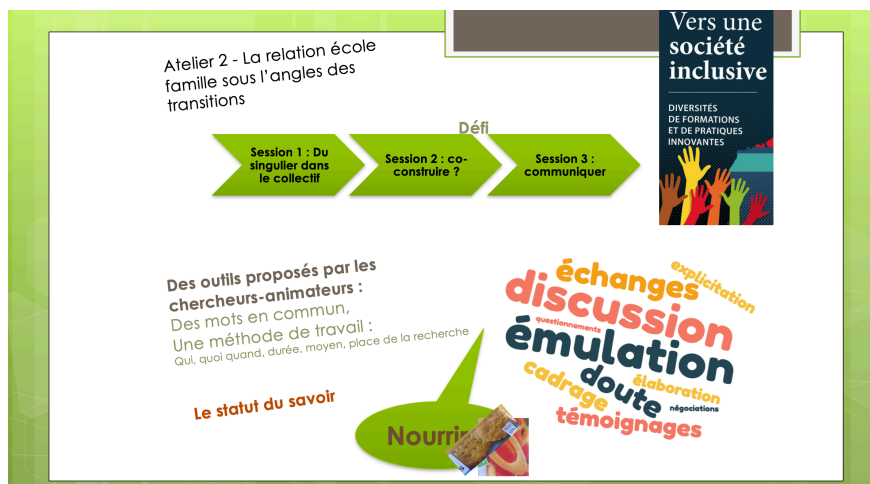 Atelier 2 - La relation école
famille sous l'angles des
transitions
Vers une
société
inclusive
DIVERSITÉS
DE FORMATIONS
ET DE PRATIQUES
INNOVANTES
Défi
Session 1 : Du
singulier dans
le collectif
Session 2 : co-
construire ?
Session 3 :
communiquer
Des outils proposés par les
chercheurs-animateurs :
Des mots en commun,
Une méthode de travail :
Qui, quoi quand, durée, moyen, place de la recherche
Le statut du savoir
Nourrir
échanges
explicitation
discussion
questionnements
émulation
cadrage
doute
élaboration
négociations
témoignages